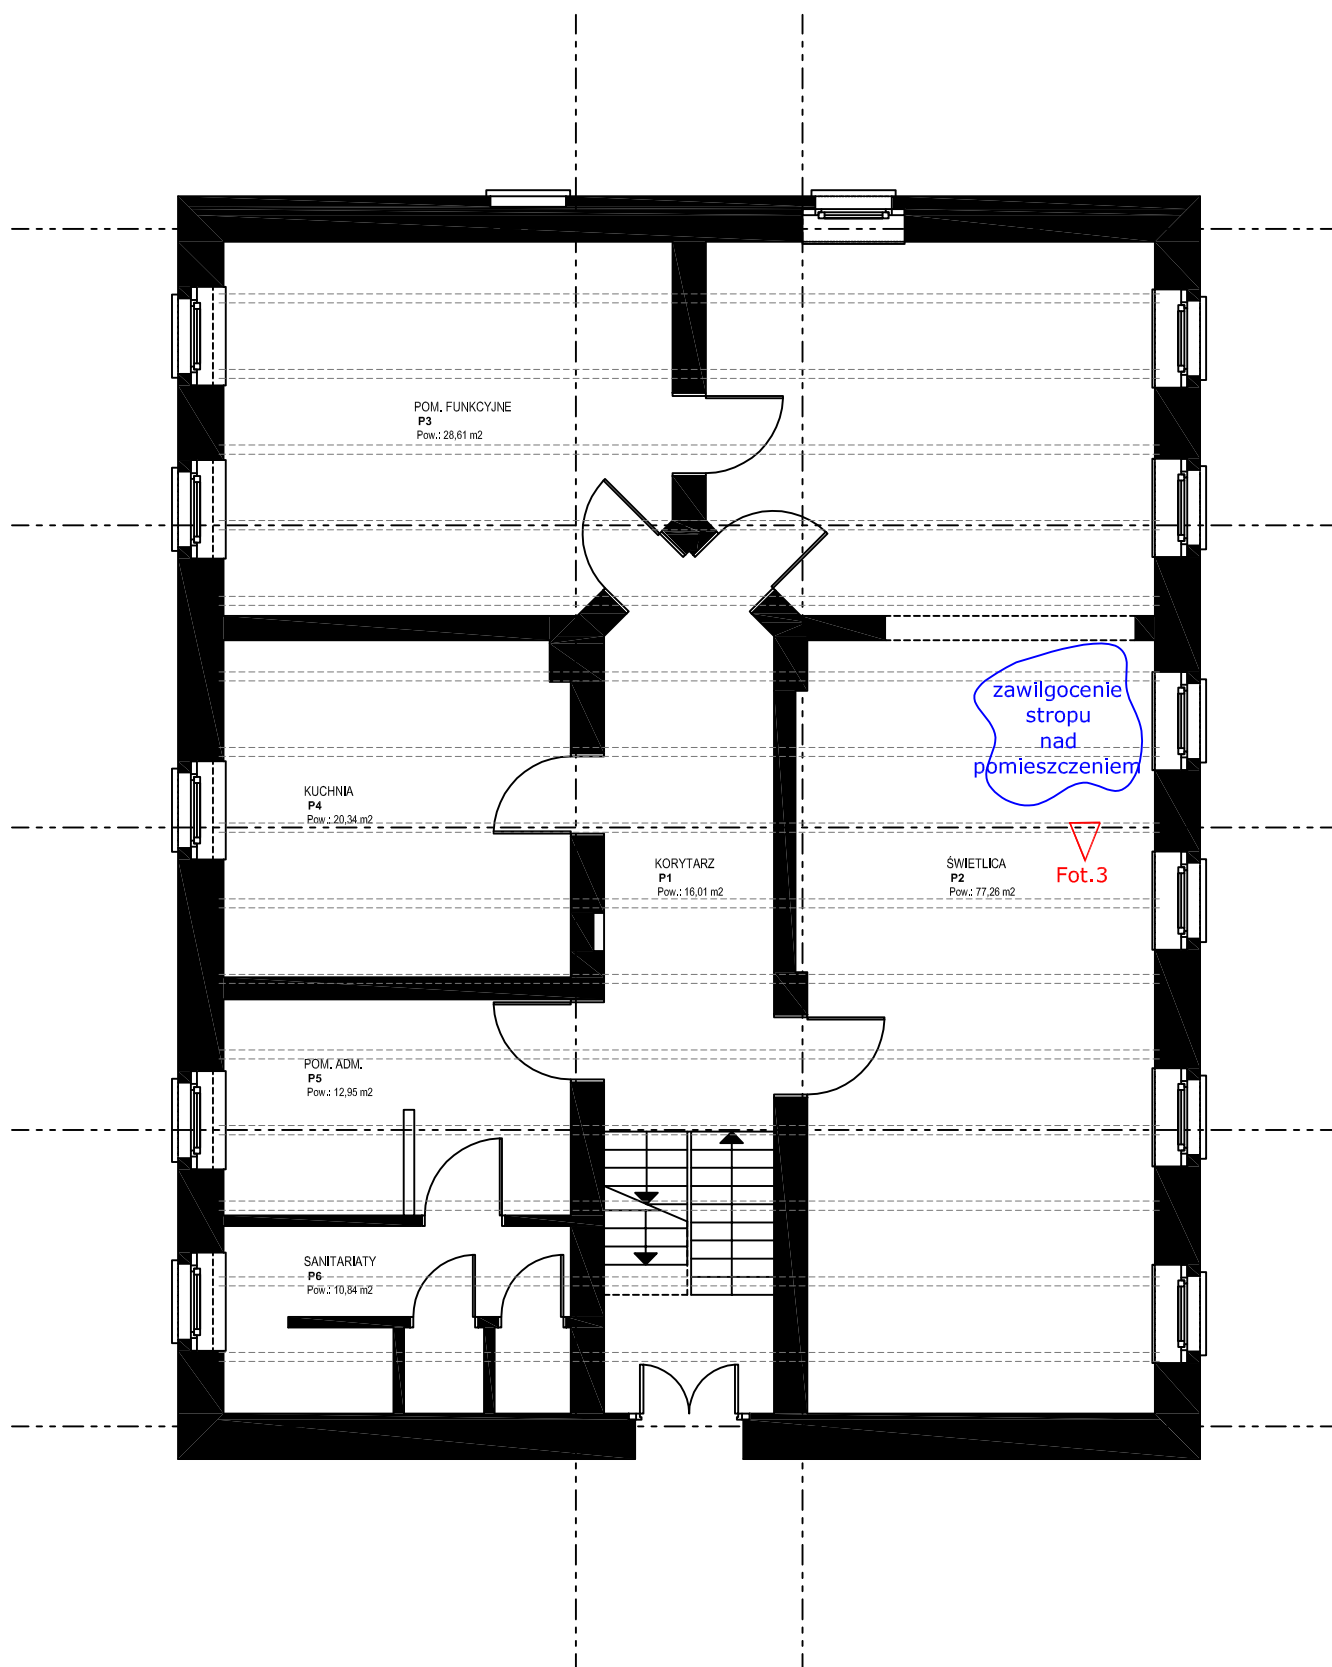 POM. FUNKCYJNE
P3
Pow.: 28,61 m2
zawilgocenie
stropu
nad
pomieszczeniem
KUCHNIA
P4
Pow.: 20,34 m2
KORYTARZ
P1
Pow.: 16,01 m2
ŚWIETLICA
P2
Pow.: 77,26 m2
Fot.3
POM. ADM.
P5
Pow.: 12,95 m2
SANITARIATY
P6
Pow.: 10,84 m2